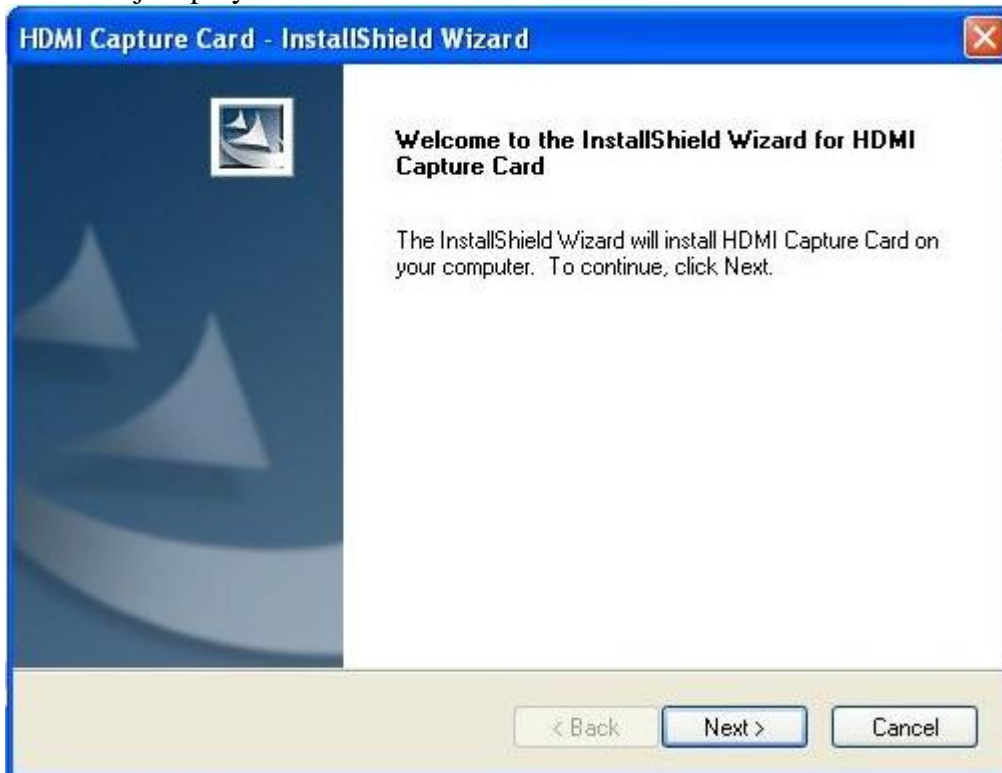 HDMI Capture Card - InstallShield Wizard
Welcome to the InstallShield Wizard for HDMI
Capture Card
The InstallShield Wizard will install HDMI Capture Card on
your computer. To continue, click Next.
< Back
Next >
Cancel